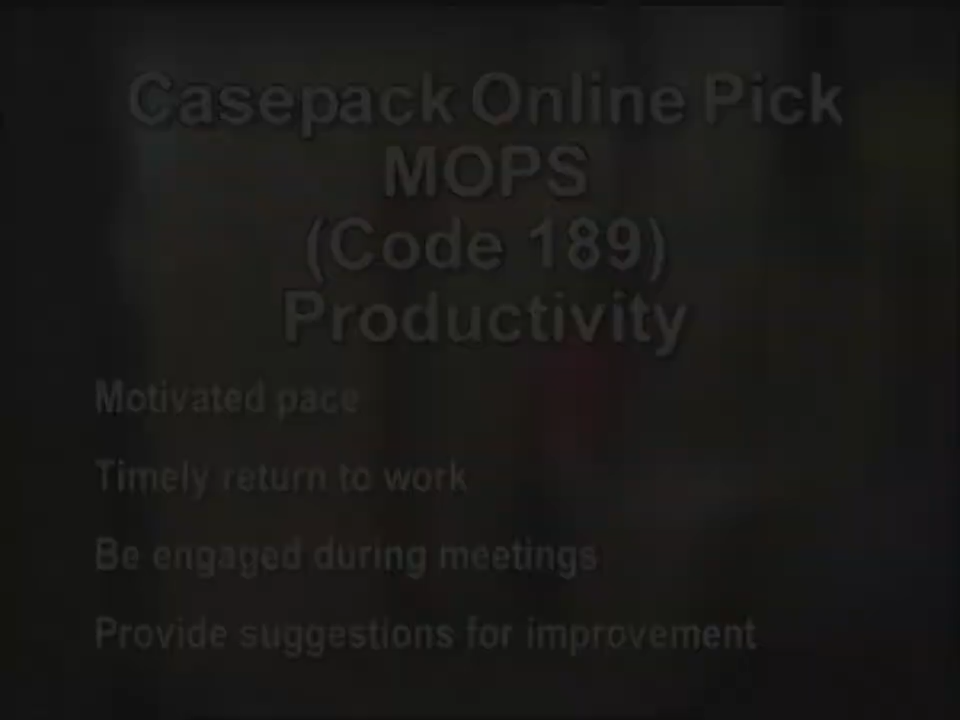 Casepack Online Pick
MOPS
(Code 189)
Productivity
Motivated pace
Timely return to work
Be engaged during meetings
Provide suggestions for improvement